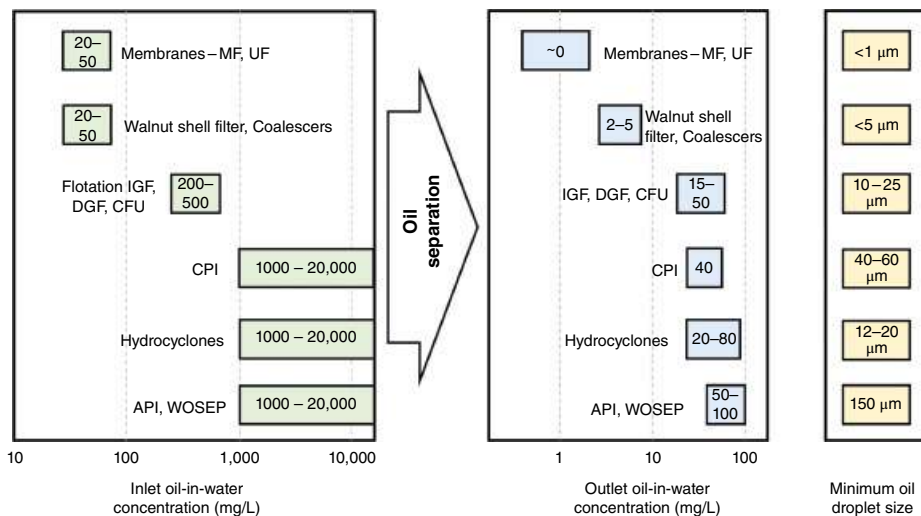 20–
50
Membranes – MF, UF
20–
50
Walnut shell filter, Coalescers
Flotation IGF,
DGF, CFU
200–
500
CPI
1000 – 20,000
Hydrocyclones
1000 – 20,000
API, WOSEP
1000 – 20,000
10
100
1,000
10,000
Inlet oil-in-water
concentration (mg/L)
Oil
separation
~0
Membranes – MF, UF
2–5
Walnut shell
filter, Coalescers
IGF, DGF, CFU
15–
50
CPI
40
Hydrocyclones
20–80
API, WOSEP
50–
100
1
10
100
Outlet oil-in-water
concentration (mg/L)
<1 μm
<5 μm
10–25
μm
40–60
μm
12–20
μm
150 μm
Minimum oil
droplet size